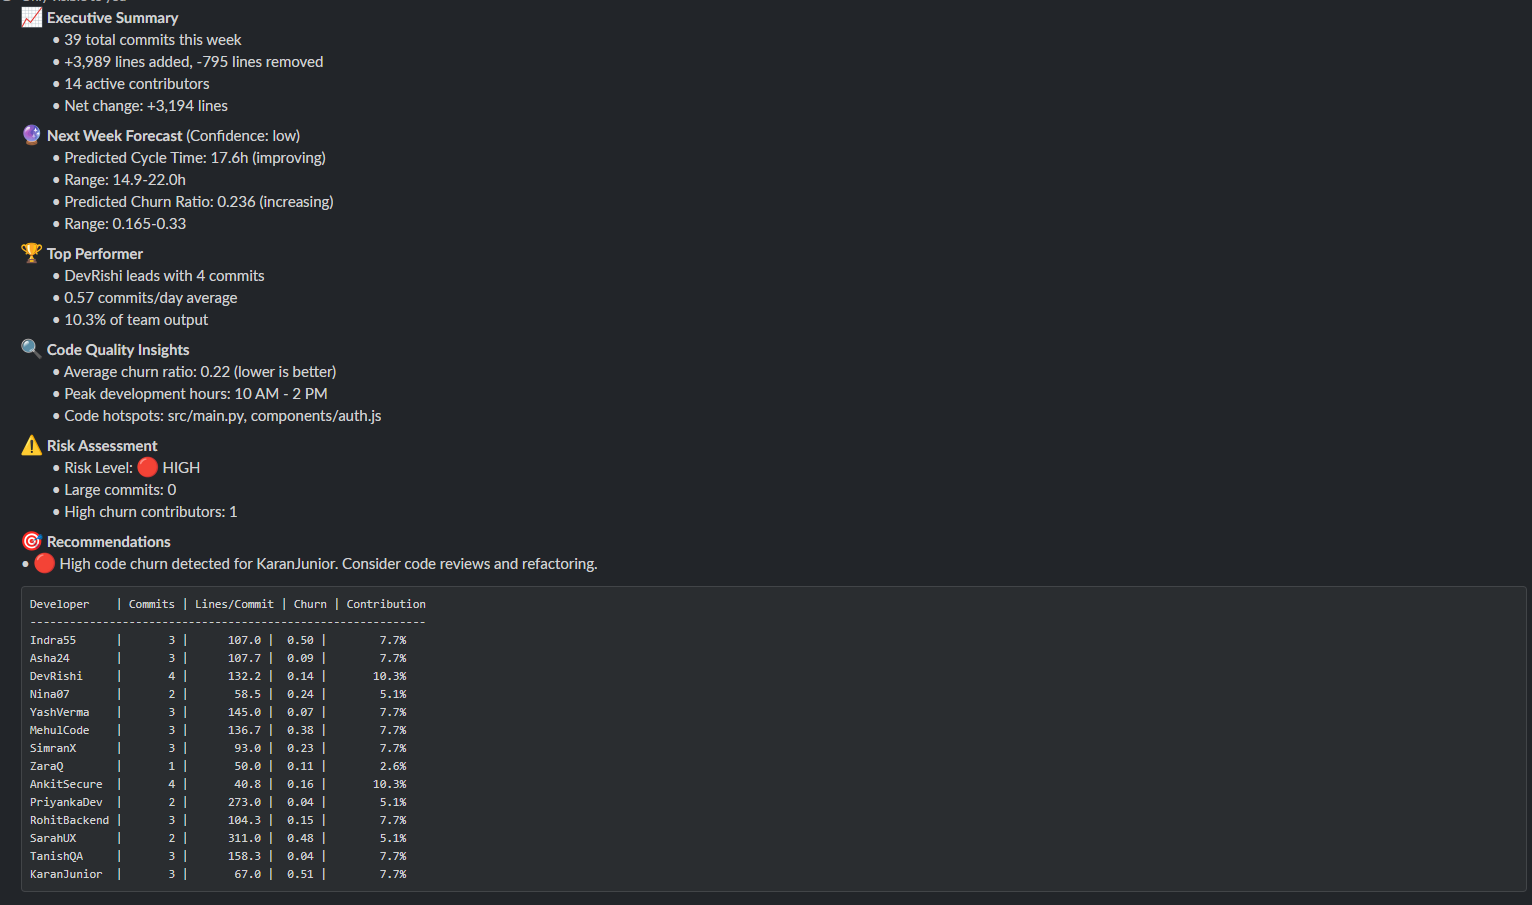 Executive Summary
• 39 total commits this week
• +3,989 lines added, -795 lines removed
• 14 active contributors
• Net change: +3,194 lines
Next Week Forecast (Confidence: low)
• Predicted Cycle Time: 17.6h (improving)
• Range: 14.9-22.0h
• Predicted Churn Ratio: 0.236 (increasing)
• Range: 0.165-0.33
Top Performer
• DevRishi leads with 4 commits
• 0.57 commits/day average
• 10.3% of team output
Code Quality Insights
• Average churn ratio: 0.22 (lower is better)
• Peak development hours: 10 AM - 2 PM
• Code hotspots: src/main.py, components/auth.js
Risk Assessment
• Risk Level: 🔴 HIGH
• Large commits: 0
• High churn contributors: 1
Recommendations
• 🔴 High code churn detected for KaranJunior. Consider code reviews and refactoring.
Developer | Commits | Lines/Commit | Churn | Contribution
------------------------------------------------------------
Indra55 | 3 | 107.0 | 0.50 | 7.7%
Asha24 | 3 | 107.7 | 0.09 | 7.7%
DevRishi | 4 | 132.2 | 0.14 | 10.3%
Nina07 | 2 | 58.5 | 0.24 | 5.1%
YashVerma | 3 | 145.0 | 0.07 | 7.7%
MehulCode | 3 | 136.7 | 0.38 | 7.7%
SimranX | 3 | 93.0 | 0.23 | 7.7%
ZaraQ | 1 | 50.0 | 0.11 | 2.6%
AnkitSecure | 4 | 40.8 | 0.16 | 10.3%
PriyankaDev | 2 | 273.0 | 0.04 | 5.1%
RohitBackend | 3 | 104.3 | 0.15 | 7.7%
SarahUX | 2 | 311.0 | 0.48 | 5.1%
TanishQA | 3 | 158.3 | 0.04 | 7.7%
KaranJunior | 3 | 67.0 | 0.51 | 7.7%